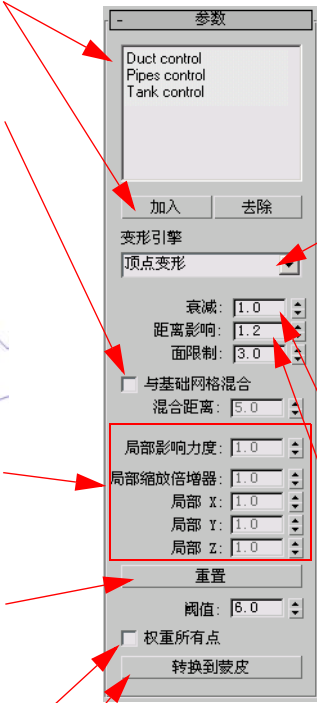 - 参数
Duct control
Pipes control
Tank control
加入 去除
变形引擎
顶点变形
衰减: 1.0
距离影响: 1.2
面限制: 3.0
与基础网格混合
混合距离: 5.0
局部影响力度: 1.0
局部缩放倍增器: 1.0
局部 X: 1.0
局部 Y: 1.0
局部 Z: 1.0
重置
阈值: 6.0
权重所有点
转换到蒙皮